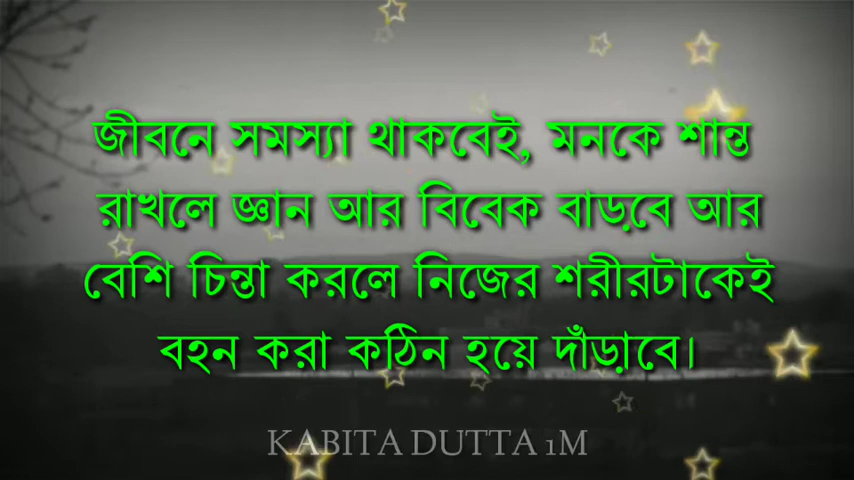 জীবনে সমস্যা থাকবেই, মনকে শান্ত
রাখলে জ্ঞান আর বিবেক বাড়বে আর
বেশি চিন্তা করলে নিজের শরীরটাকেই
বহন করা কঠিন হয়ে দাঁড়াবে।
KABITA DUTTA 1M